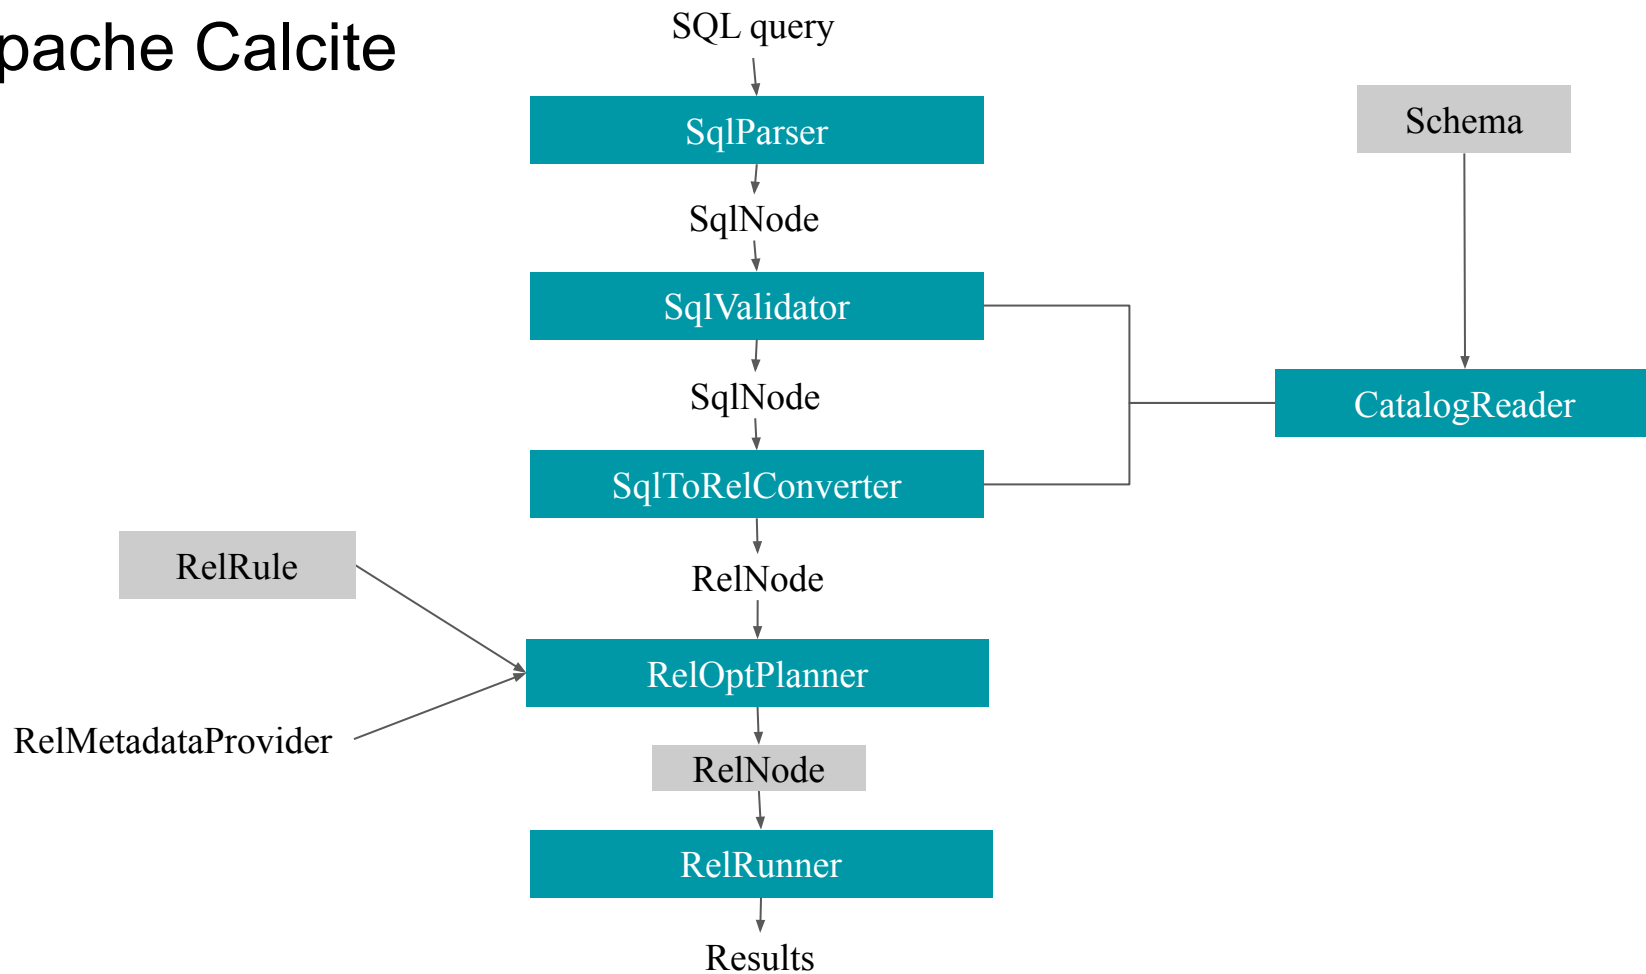 pache Calcite
SQL query
SqlParser
Schema
SqlNode
SqlValidator
SqlNode
CatalogReader
SqlToRelConverter
RelRule
RelNode
RelOptPlanner
RelMetadataProvider
RelNode
RelRunner
Results